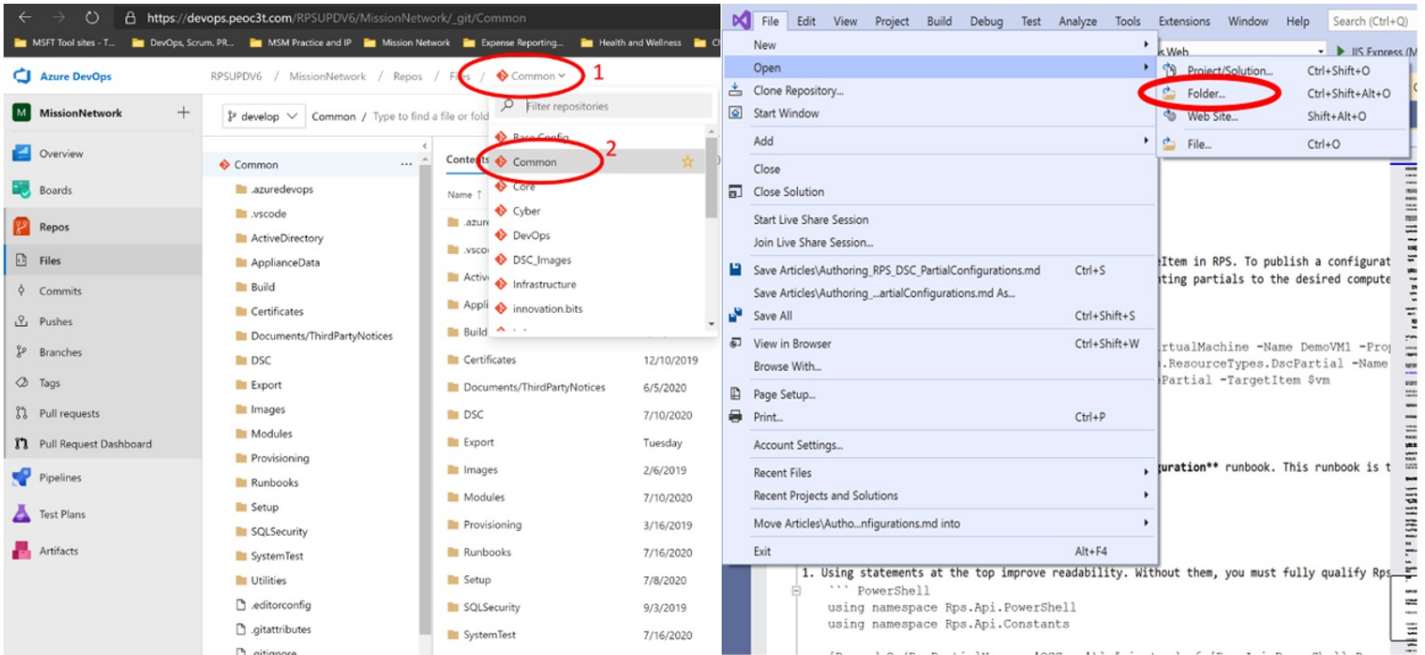 https://devops.peoc3t.com/RPSUPDV6/MissionNetwork/_git/Common
MSFT Tool sites - T... DevOps, Scrum. PR... MSM Practice and IP Mission Network Expense Reporting... Health and Wellness
Azure DevOps
RPSUPDV6 / MissionNetwork / Repos / Files / Common
1
M MissionNetwork
Overview
Boards
Repos
Files
Commits
Pushes
Branches
Tags
Pull requests
Pull Request Dashboard
Pipelines
Test Plans
Artifacts
develop Common / Type to find a file or fold
Common ...
.azuredevops
.vscode
ActiveDirectory
ApplianceData
Build
Certificates
Documents/ThirdPartyNotices
DSC
Export
Images
Modules
Provisioning
Runbooks
Setup
SQLSecurity
SystemTest
Utilities
.editorconfig
.gitattributes
.gitignore
Filter repositories
Base Config
Common
2
Core
Cyber
DevOps
DSC_Images
Infrastructure
innovation.bits
Contents
Name ↑
.azure
.vsco
Activ
Appli
Build
Certificates 12/10/2019
Documents/ThirdPartyNotices 6/5/2020
DSC 7/10/2020
Export Tuesday
Images 2/6/2019
Modules 7/10/2020
Provisioning 3/16/2019
Runbooks 7/16/2020
Setup 7/8/2020
SQLSecurity 9/3/2019
SystemTest 7/16/2020
File Edit View Project Build Debug Test Analyze Tools Extensions Window Help Search (Ctrl+Q)
s.Web IIS Express (M
New
Open
Clone Repository...
Start Window
Add
Close
Close Solution
Start Live Share Session
Join Live Share Session...
Save Articles\Authoring_RPS_DSC_PartialConfigurations.md Ctrl+S
Save Articles\Authoring_...artialConfigurations.md As...
Save All Ctrl+Shift+S
View in Browser Ctrl+Shift+W
Browse With...
Page Setup...
Print... Ctrl+P
Account Settings...
Recent Files
Recent Projects and Solutions
Move Articles\Autho...nfigurations.md into
Exit Alt+F4
Project/Solution... Ctrl+Shift+O
Folder... Ctrl+Shift+Alt+O
Web Site... Shift+Alt+O
File... Ctrl+O
eItem in RPS. To publish a configurat
nting partials to the desired compute
irtualMachine -Name DemoVM1 -Prop
s.ResourceTypes.DscPartial -Name
ePartial -TargetItem $vm
guration** runbook. This runbook is t
1. Using statements at the top improve readability. Without them, you must fully qualify Rps
``` PowerShell
using namespace Rps.Api.PowerShell
using namespace Rps.Api.Constants